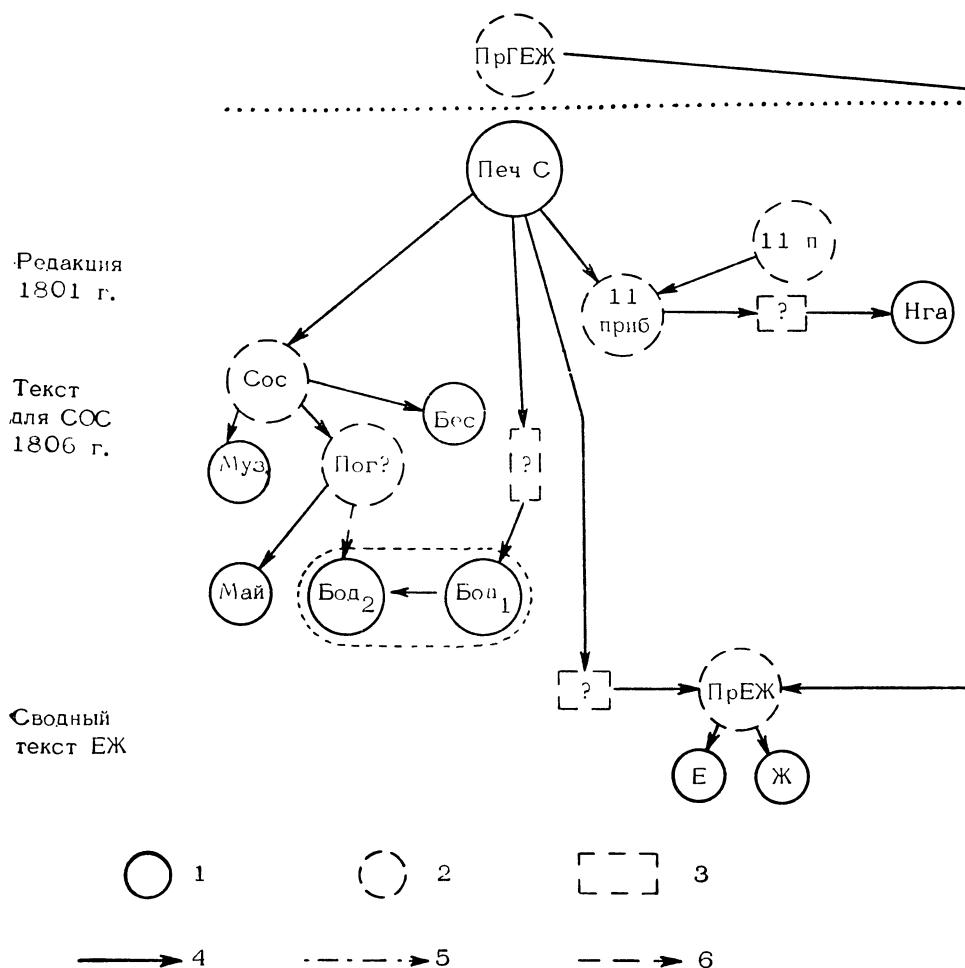 ПрГЕЖ
Печ С
11 п
Редакция
1801 г.
11
приб
?
Нга
Текст
для СОС
1806 г.
Сос
Бес
Муз
Пог?
?
Май
Бод₂
Бод₁
?
ПрЕЖ
Сводный
текст ЕЖ
Е
Ж
1
2
3
4
5
6